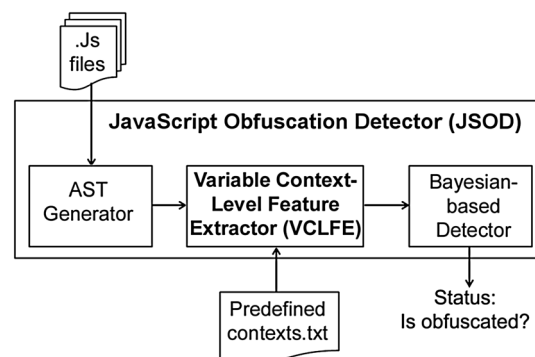 .Js
files
JavaScript Obfuscation Detector (JSOD)
AST
Generator
Variable Context-
Level Feature
Extractor (VCLFE)
Bayesian-
based
Detector
Predefined
contexts.txt
Status:
Is obfuscated?